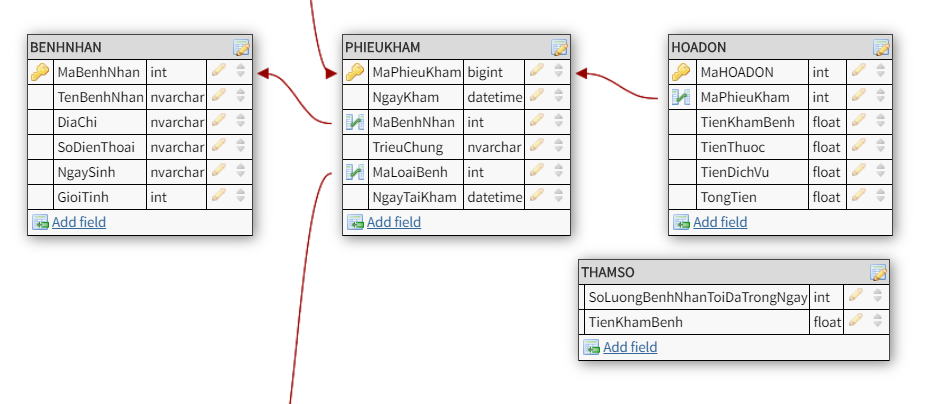 BENHNHAN
MaBenhNhan int
TenBenhNhan nvarchar
DiaChi nvarchar
SoDienThoai nvarchar
NgaySinh nvarchar
GioiTinh int
Add field
PHIEUKHAM
MaPhieuKham bigint
NgayKham datetime
MaBenhNhan int
TrieuChung nvarchar
MaLoaiBenh int
NgayTaiKham datetime
Add field
HOADON
MaHOADON int
MaPhieuKham int
TienKhamBenh float
TienThuoc float
TienDichVu float
TongTien float
Add field
THAMSO
SoLuongBenhNhanToiDaTrongNgay int
TienKhamBenh float
Add field